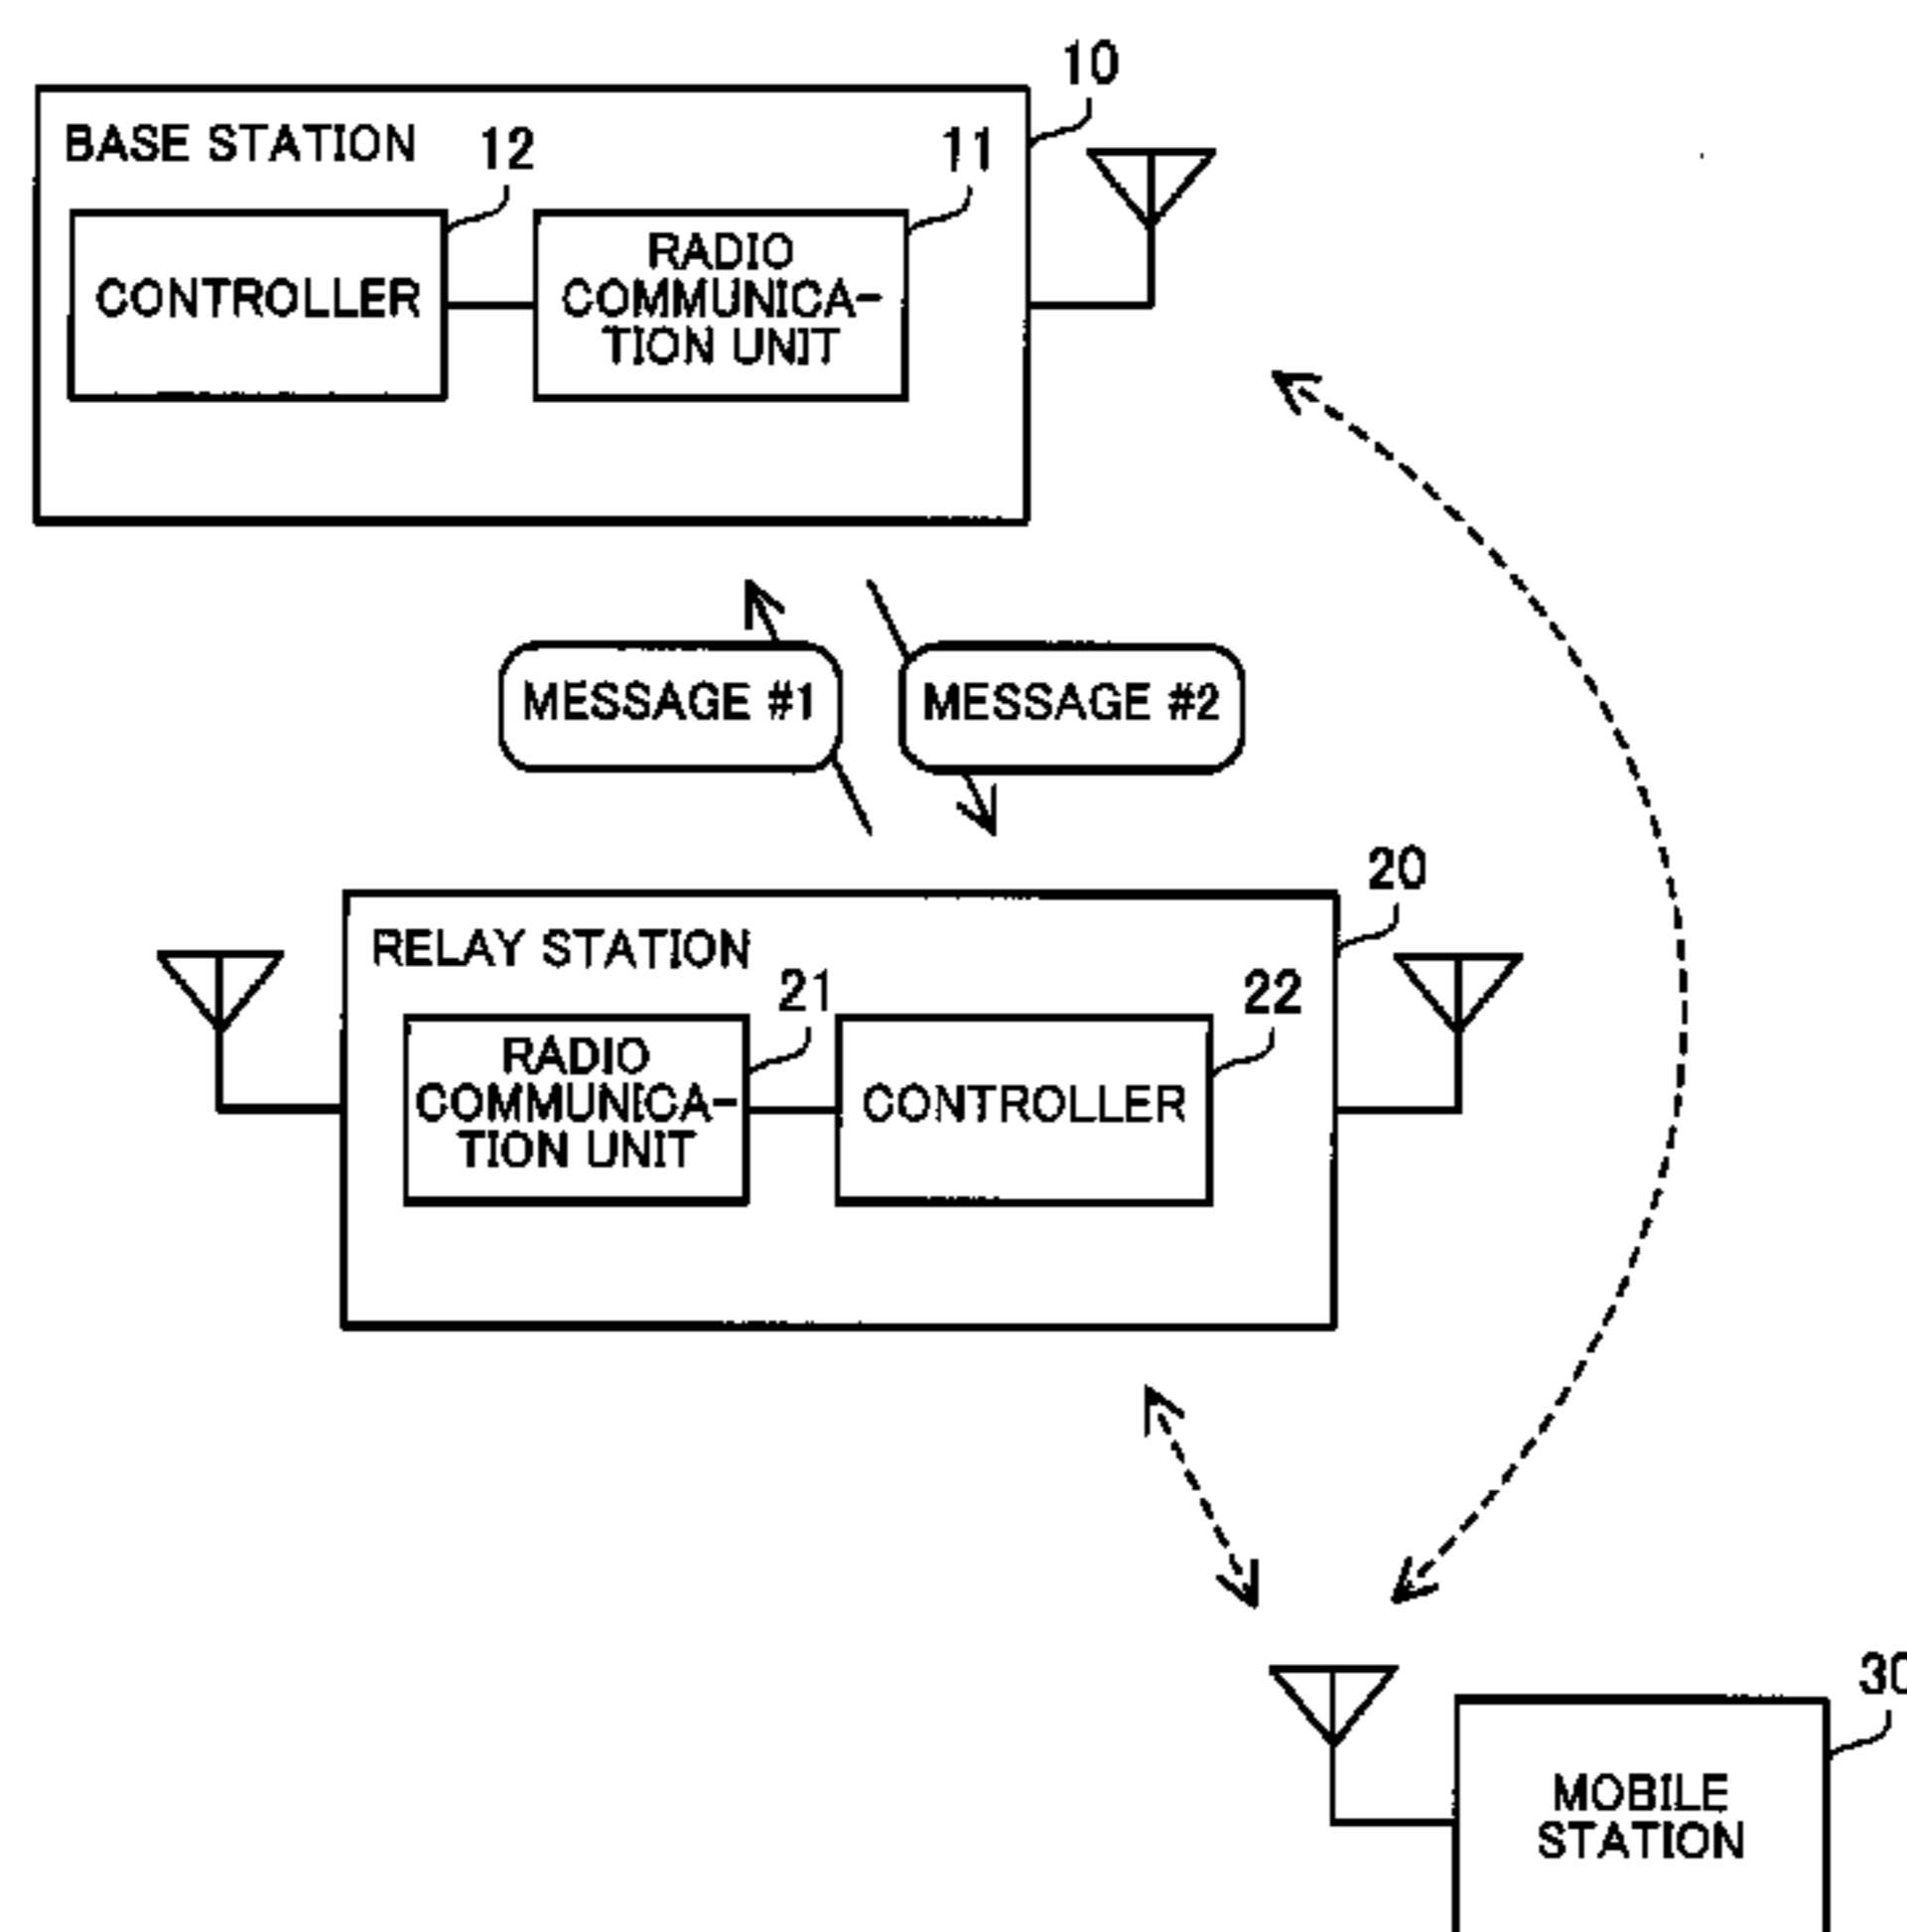 10
BASE STATION
12
11
CONTROLLER
RADIO
COMMUNICA-
TION UNIT
MESSAGE #1
MESSAGE #2
20
RELAY STATION
21
22
RADIO
COMMUNICA-
TION UNIT
CONTROLLER
30
MOBILE
STATION